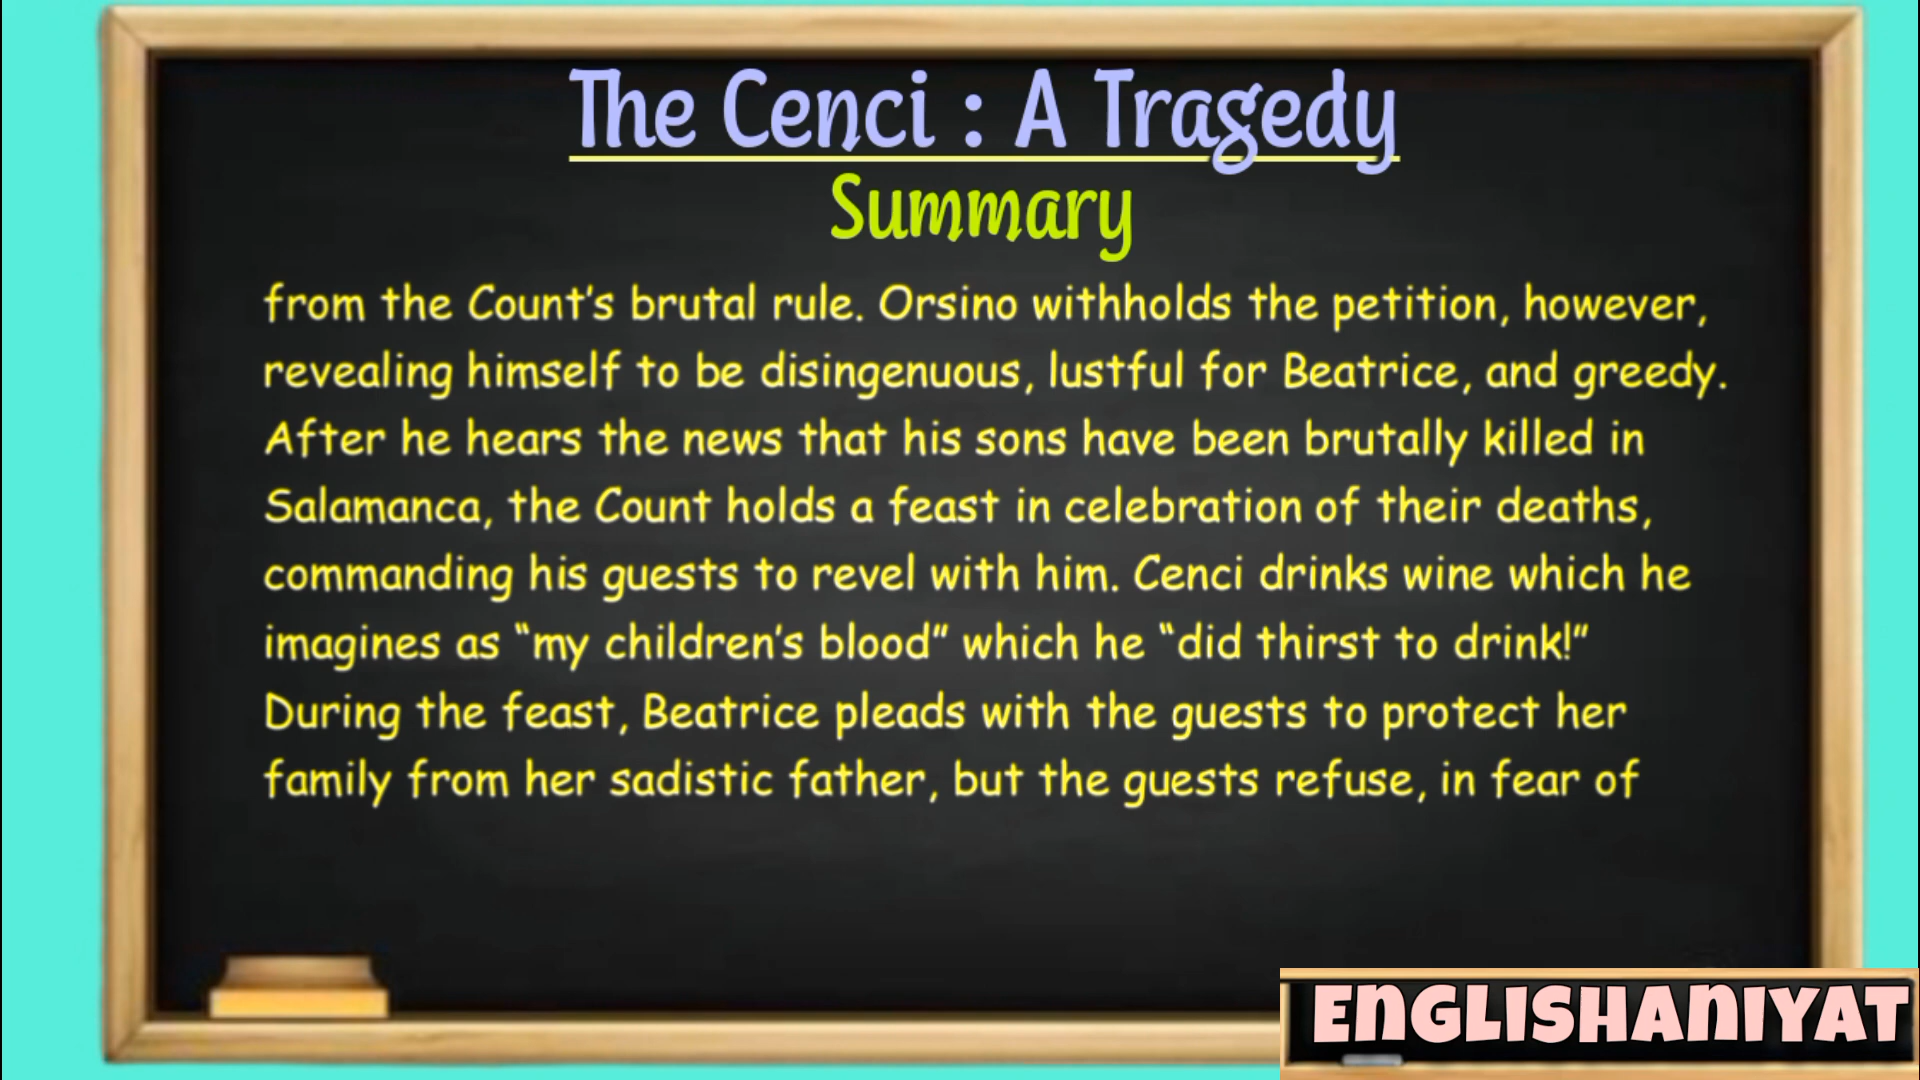 The Cenci : A Tragedy
Summary
from the Count's brutal rule. Orsino withholds the petition, however,
revealing himself to be disingenuous, lustful for Beatrice, and greedy.
After he hears the news that his sons have been brutally killed in
Salamanca, the Count holds a feast in celebration of their deaths,
commanding his guests to revel with him. Cenci drinks wine which he
imagines as “my children's blood” which he “did thirst to drink!”
During the feast, Beatrice pleads with the guests to protect her
family from her sadistic father, but the guests refuse, in fear of
ENGLISHANIYAT